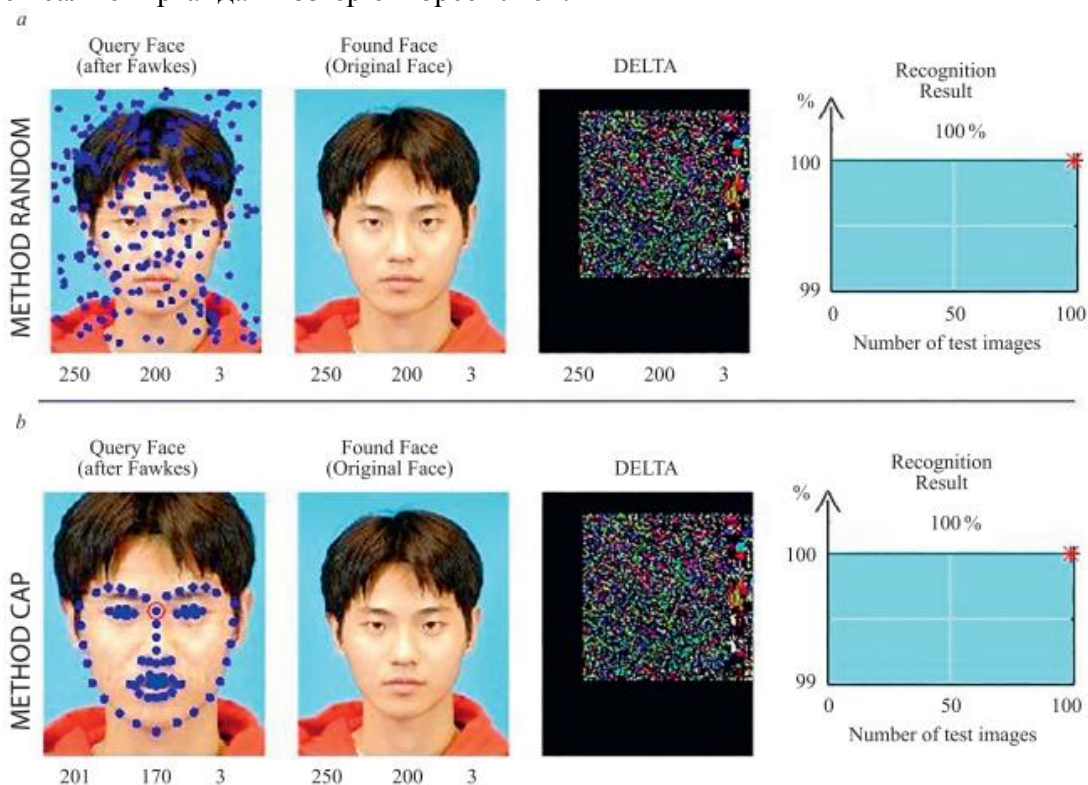 a
Query Face
(after Fawkes)
Found Face
(Original Face)
DELTA
Recognition
Result
%
100 %
100
99
0
50
100
Number of test images
METHOD RANDOM
250 200 3
250 200 3
250 200 3
b
Query Face
(after Fawkes)
Found Face
(Original Face)
DELTA
Recognition
Result
%
100 %
100
99
0
50
100
Number of test images
METHOD CAP
201 170 3
250 200 3